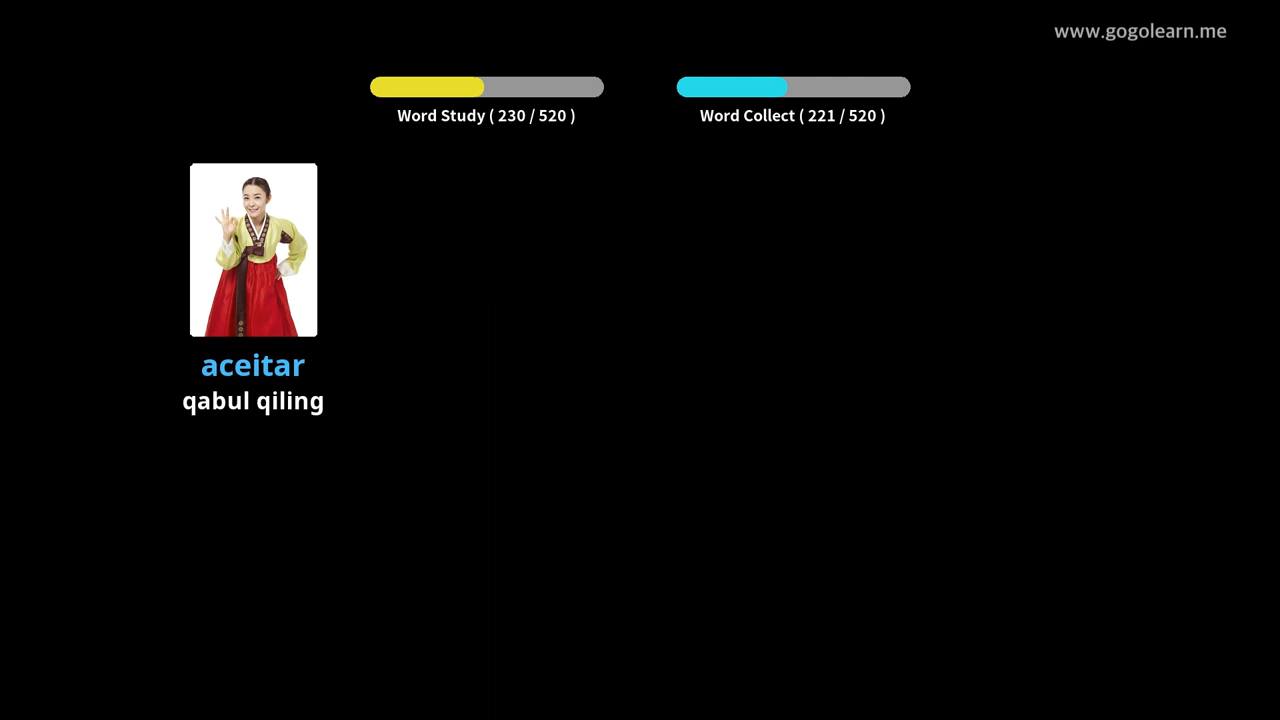 www.gogolearn.me
Word Study ( 230 / 520 )
Word Collect ( 221 / 520 )
aceitar
qabul qiling